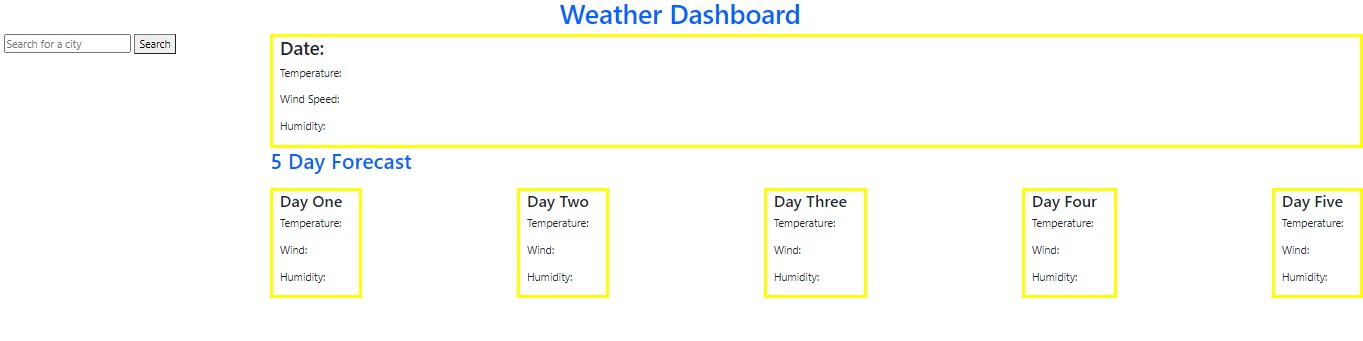 Weather Dashboard
Search for a city Search
Date:
Temperature:
Wind Speed:
Humidity:
5 Day Forecast
Day One
Temperature:
Wind:
Humidity:
Day Two
Temperature:
Wind:
Humidity:
Day Three
Temperature:
Wind:
Humidity:
Day Four
Temperature:
Wind:
Humidity:
Day Five
Temperature:
Wind:
Humidity: